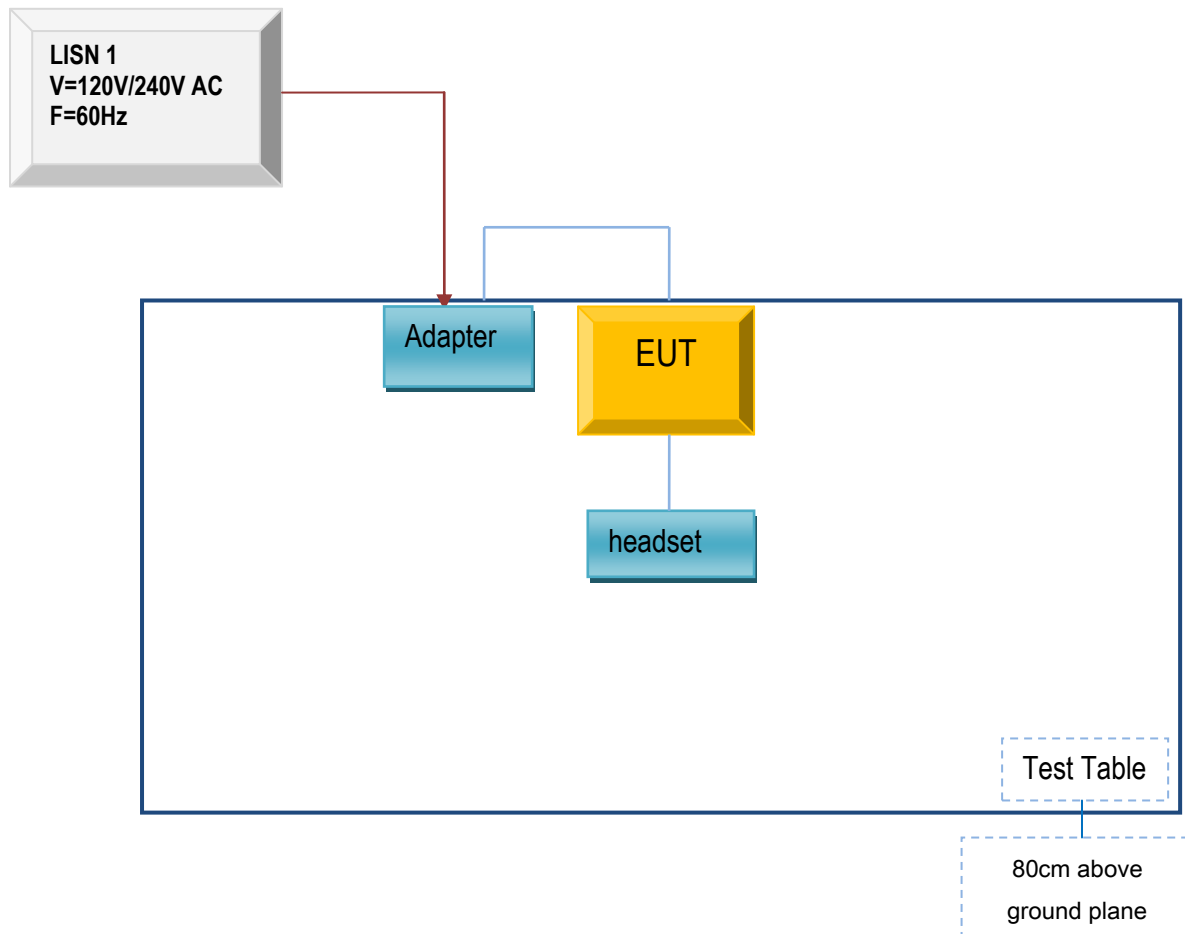 LISN 1
V=120V/240V AC
F=60Hz
Adapter
EUT
headset
Test Table
80cm above
ground plane